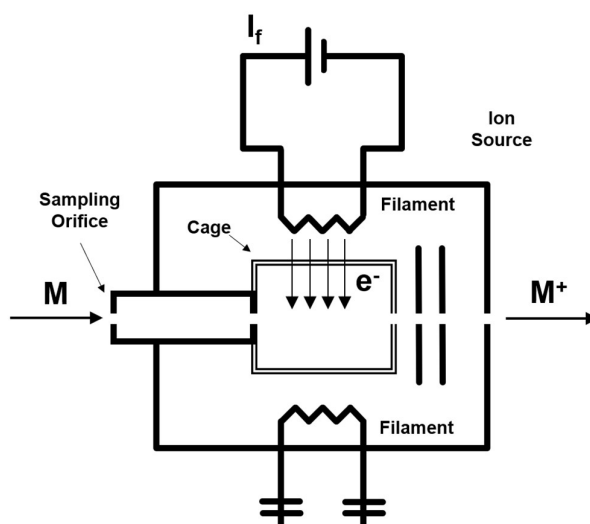 I_f
Ion
Source
Sampling
Orifice
Filament
Cage
e⁻
M
M⁺
Filament